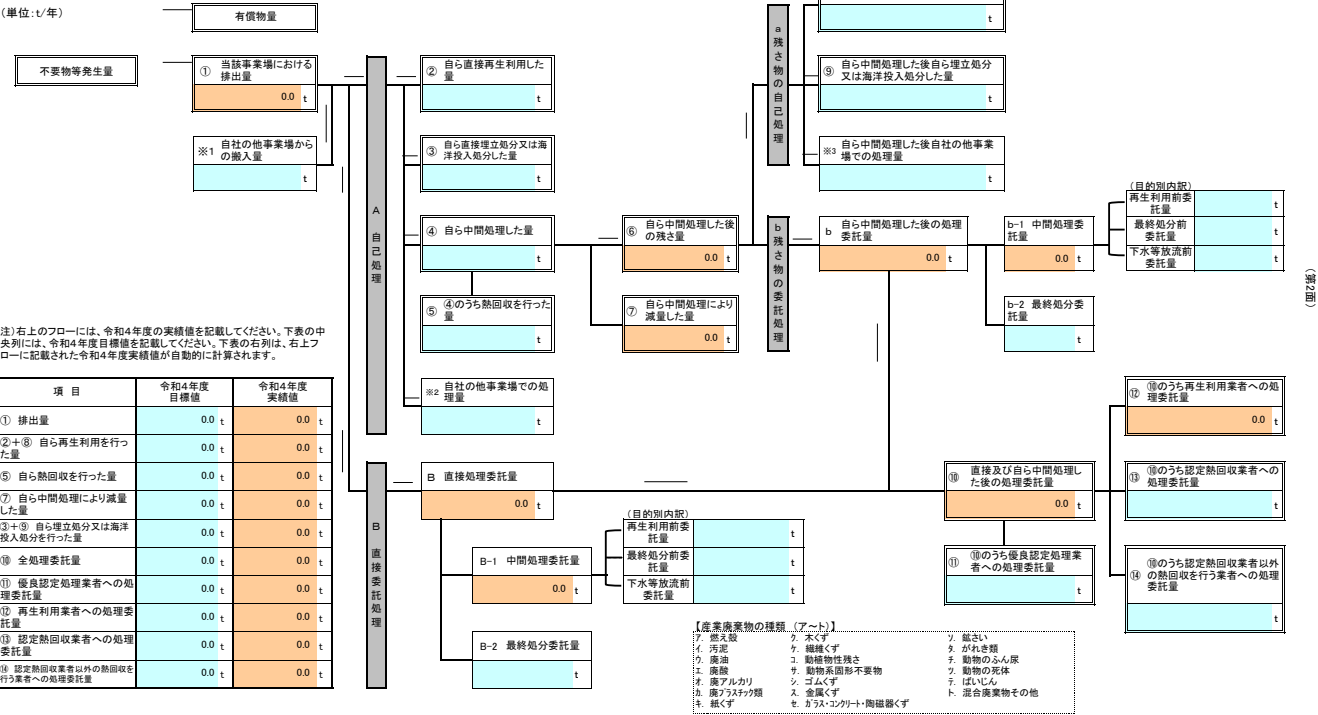 (単位:t/年)
有償物量
不要物等発生量
① 当該事業場における
排出量
0.0 t
※1 自社の他事業場から
の搬入量
t
A 自己処理
② 自ら直接再生利用した
量
t
③ 自ら直接埋立処分又は海
洋投入処分した量
t
④ 自ら中間処理した量
t
⑤ ④のうち熱回収を行った
量
t
※2 自社の他事業場での処
理量
t
⑥ 自ら中間処理した後
の残さ量
0.0 t
⑦ 自ら中間処理により
減量した量
0.0 t
a 残さ物の自己処理
t
⑨ 自ら中間処理した後自ら埋立処分
又は海洋投入処分した量
t
※3 自ら中間処理した後自社の他事業
場での処理量
t
b 残さ物の委託処理
b 自ら中間処理した後の処理
委託量
0.0 t
b-1 中間処理委
託量
0.0 t
(目的別内訳)
再生利用前委
託量
t
最終処分前
委託量
t
下水等放流前
委託量
t
b-2 最終処分委
託量
t
(第2面)
注)右上のフローには、令和4年度の実績値を記載してください。下表の中
央列には、令和4年度目標値を記載してください。下表の右列は、右上フ
ローに記載された令和4年度実績値が自動的に計算されます。
項 目 令和4年度
目標値 令和4年度
実績値
① 排出量 0.0 t 0.0 t
②+⑧ 自ら再生利用を行っ
た量 0.0 t 0.0 t
⑤ 自ら熱回収を行った量 0.0 t 0.0 t
⑦ 自ら中間処理により減量
した量 0.0 t 0.0 t
③+⑨ 自ら埋立処分又は海洋
投入処分を行った量 0.0 t 0.0 t
⑩ 全処理委託量 0.0 t 0.0 t
⑪ 優良認定処理業者への処
理委託量 0.0 t 0.0 t
⑫ 再生利用業者への処理委
託量 0.0 t 0.0 t
⑬ 認定熱回収業者への処理
委託量 0.0 t 0.0 t
⑭ 認定熱回収業者以外の熱回収を
行う業者への処理委託量 0.0 t 0.0 t
B 直接委託処理
B 直接処理委託量
0.0 t
B-1 中間処理委託量
0.0 t
(目的別内訳)
再生利用前委
託量
t
最終処分前委
託量
t
下水等放流前
委託量
t
B-2 最終処分委託量
t
⑩ 直接及び自ら中間処理し
た後の処理委託量
0.0 t
⑪ ⑩のうち優良認定処理業
者への処理委託量
t
⑫ ⑩のうち再生利用業者への処
理委託量
0.0 t
⑬ ⑩のうち認定熱回収業者への
処理委託量
t
⑭ ⑩のうち認定熱回収業者以外
の熱回収を行う業者への処理
委託量
t
【産業廃棄物の種類 (ア~ト)】
ア. 燃え殻 ク. 木くず ソ. 鉱さい
イ. 汚泥 ケ. 繊維くず タ. がれき類
ウ. 廃油 コ. 動植物性残さ チ. 動物のふん尿
エ. 廃酸 サ. 動物系固形不要物 ツ. 動物の死体
オ. 廃アルカリ シ. ゴムくず テ. ばいじん
カ. 廃プラスチック類 ス. 金属くず ト. 混合廃棄物その他
キ. 紙くず セ. ガラス・コンクリート・陶磁器くず